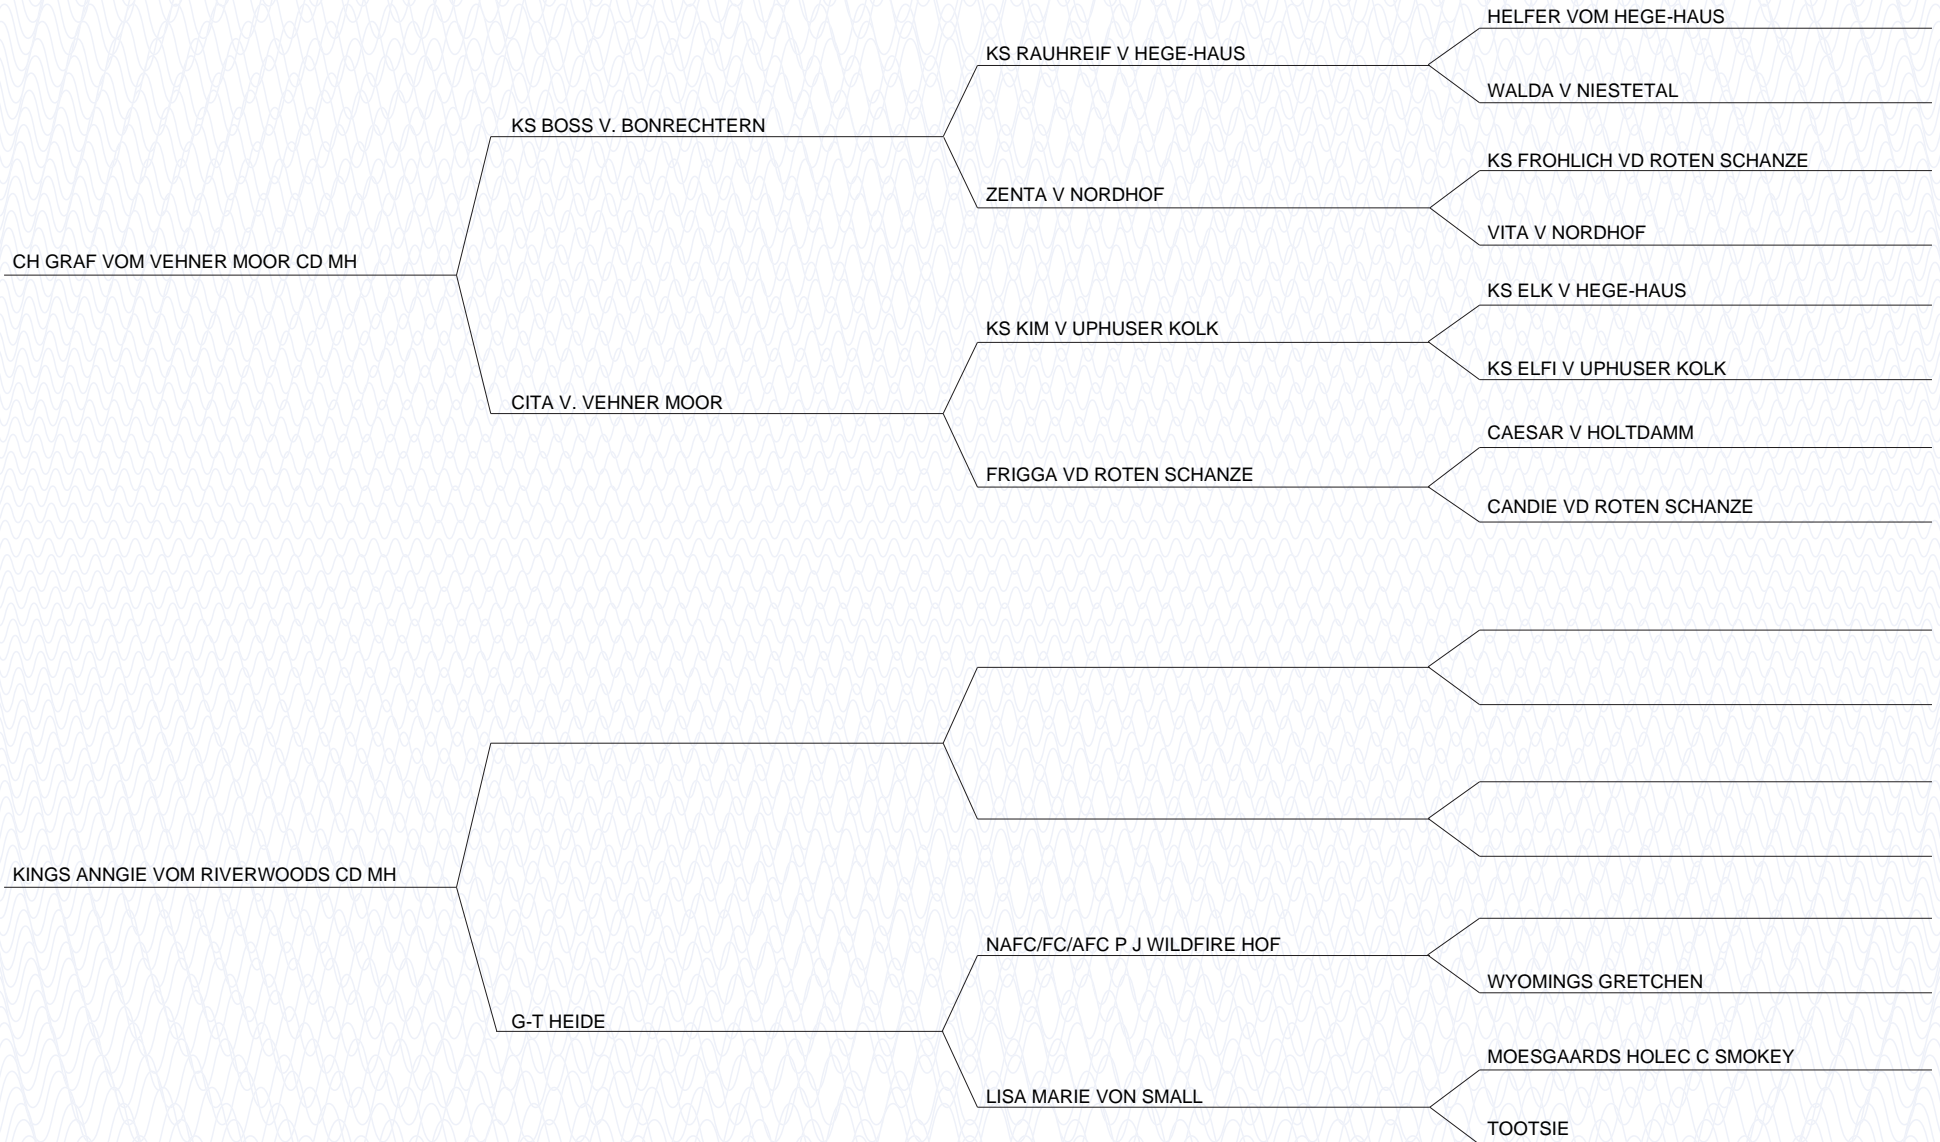 HELFER VOM HEGE-HAUS
KS RAUHREIF V HEGE-HAUS
WALDA V NIESTETAL
KS BOSS V. BONRECHTERN
KS FROHLICH VD ROTEN SCHANZE
ZENTA V NORDHOF
VITA V NORDHOF
CH GRAF VOM VEHNER MOOR CD MH
KS ELK V HEGE-HAUS
KS KIM V UPHUSER KOLK
KS ELFI V UPHUSER KOLK
CITA V. VEHNER MOOR
CAESAR V HOLTDAMM
FRIGGA VD ROTEN SCHANZE
CANDIE VD ROTEN SCHANZE
KINGS ANNGIE VOM RIVERWOODS CD MH
NAFC/FC/AFC P J WILDFIRE HOF
WYOMINGS GRETCHEN
G-T HEIDE
MOESGAARDS HOLEC C SMOKEY
LISA MARIE VON SMALL
TOOTSIE